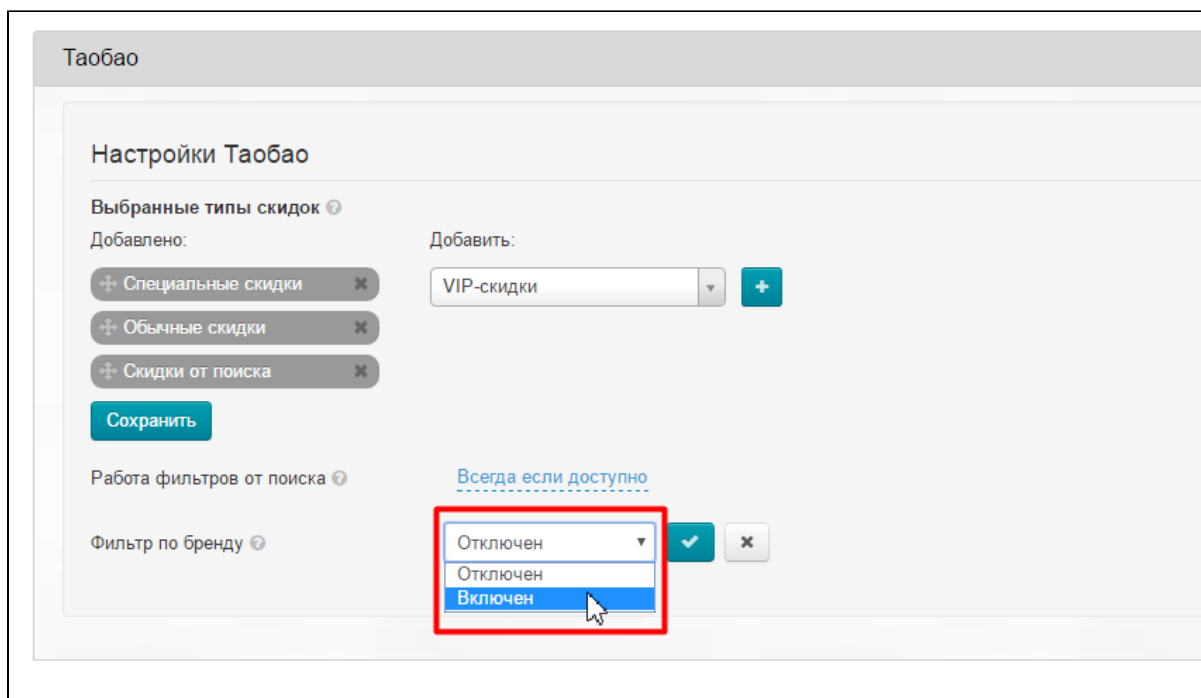 Таобао
Настройки Таобао
Выбранные типы скидок
Добавлено:
Добавить:
Специальные скидки
VIP-скидки
Обычные скидки
Скидки от поиска
Сохранить
Работа фильтров от поиска
Всегда если доступно
Фильтр по бренду
Отключен
Отключен
Включен